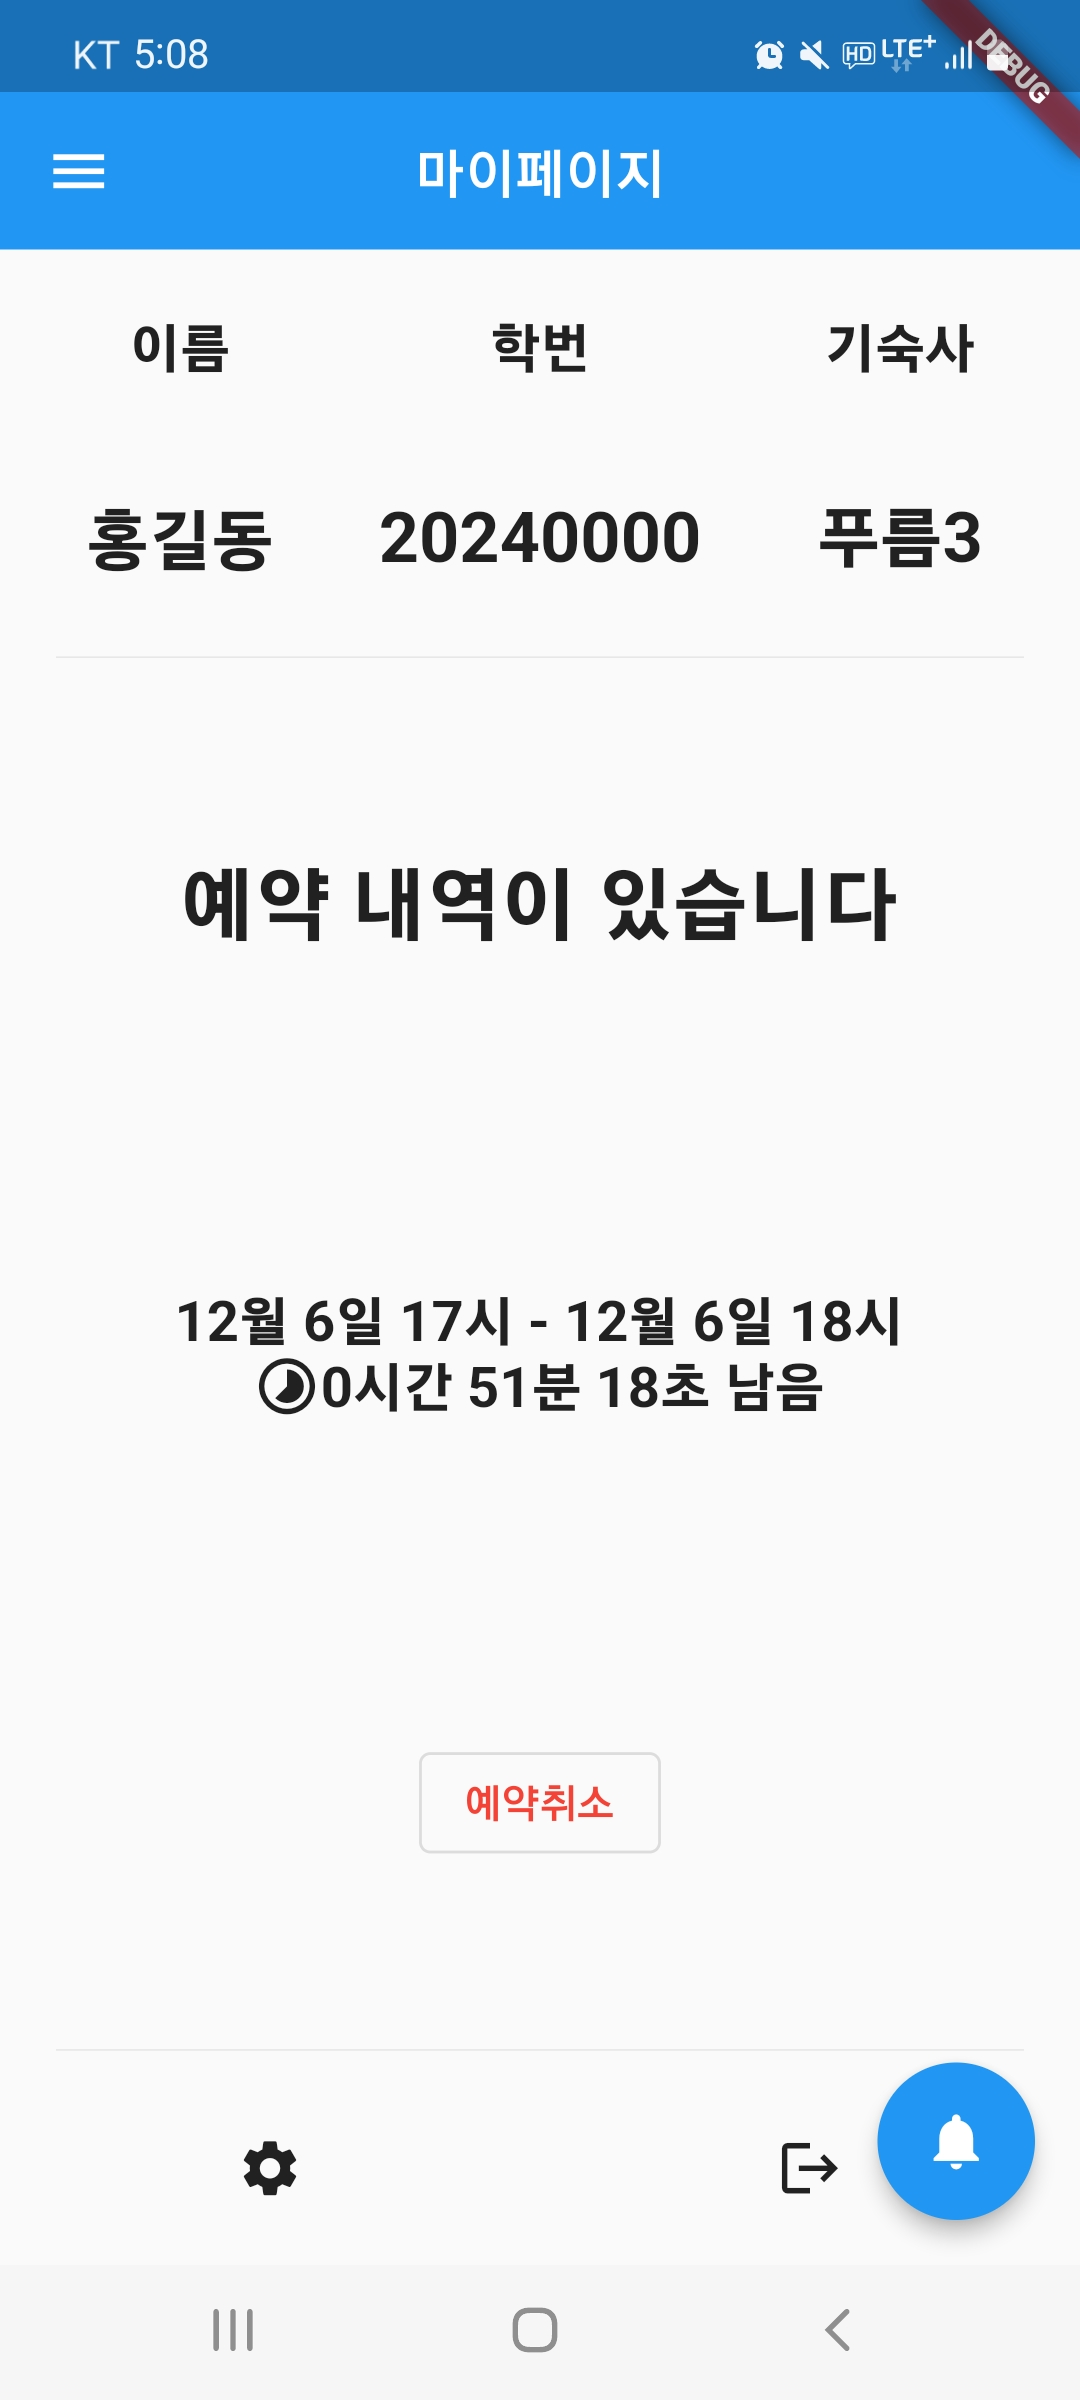 KT 5:08 HD LTE+
DEBUG
마이페이지
이름 학번 기숙사
홍길동 20240000 푸름3
예약 내역이 있습니다
12월 6일 17시 - 12월 6일 18시
0시간 51분 18초 남음
예약취소